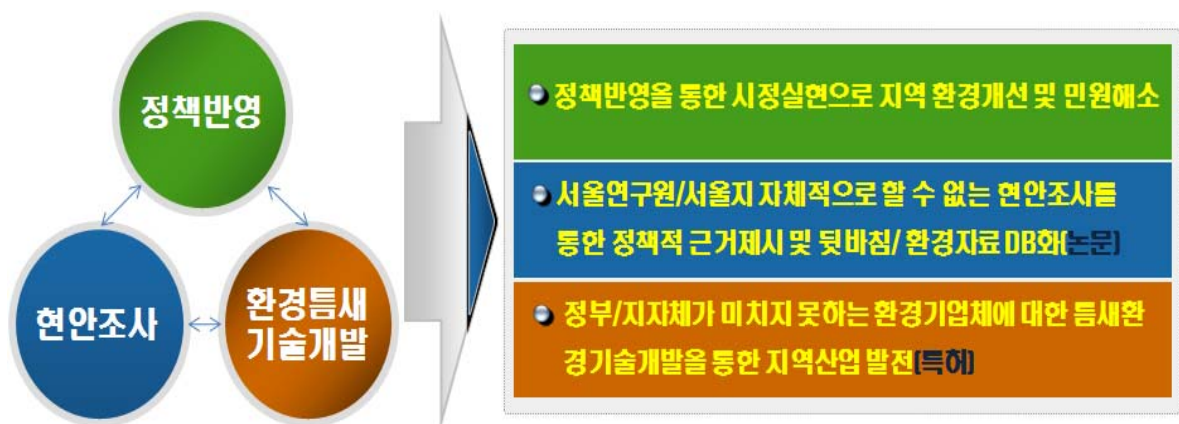 정책반영
현안조사
환경틈새
기술개발
정책반영을 통한 시정실현으로 지역 환경개선 및 민원해소
서울연구원/서울지 자체적으로 할 수 없는 현안조사를
통한 정책적 근거제시 및 뒷바침/ 환경자료 DB화(논문)
정부/지자체가 미치지 못하는 환경기업체에 대한 틈새환
경기술개발을 통한 지역산업 발전(특허)